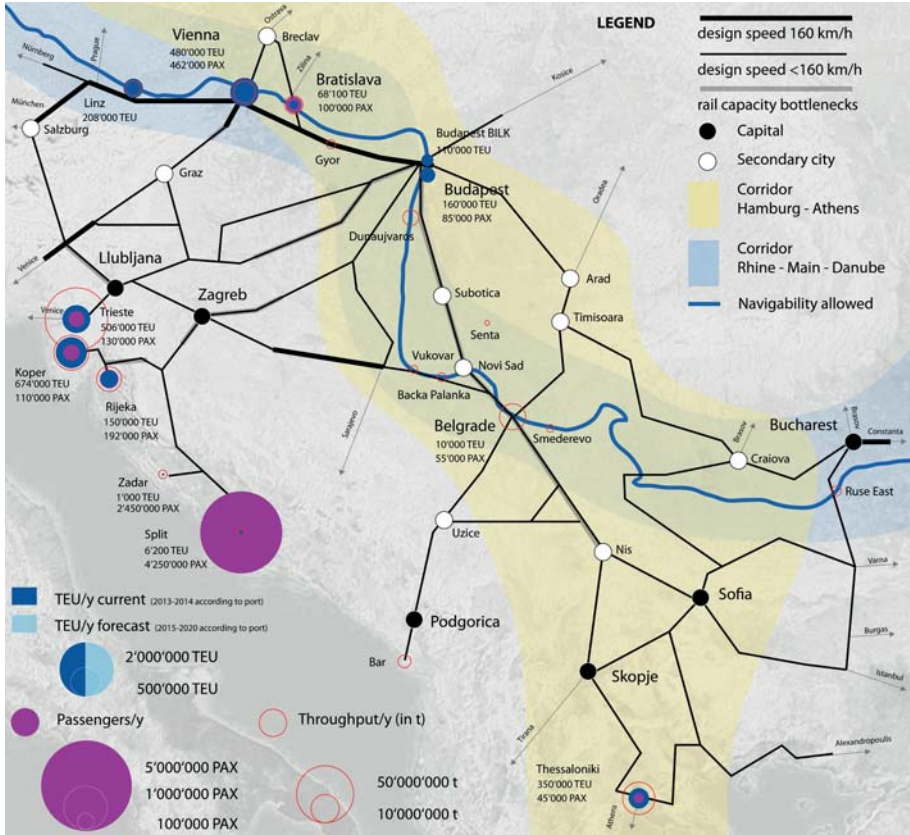 LEGEND
design speed 160 km/h
design speed <160 km/h
rail capacity bottlenecks
Capital
Secondary city
Corridor
Hamburg - Athens
Corridor
Rhine - Main - Danube
Navigability allowed
Nürnberg
Prague
Ostrava
Zilina
Kosice
Vienna
480'000 TEU
462'000 PAX
Breclav
Bratislava
68'100 TEU
100'000 PAX
Linz
208'000 TEU
München
Salzburg
Gyor
Budapest BILK
110'000 TEU
Graz
Budapest
160'000 TEU
85'000 PAX
Oradea
Dunaujvaros
Venice
Llubljana
Arad
Zagreb
Subotica
Timisoara
Venice
Trieste
506'000 TEU
130'000 PAX
Senta
Koper
674'000 TEU
110'000 PAX
Vukovar
Novi Sad
Backa Palanka
Rijeka
150'000 TEU
192'000 PAX
Sarajevo
Belgrade
10'000 TEU
55'000 PAX
Smederevo
Bucharest
Brasov
Brasov
Constanta
Craiova
Ruse East
Zadar
1'000 TEU
2'450'000 PAX
Split
6'200 TEU
4'250'000 PAX
Uzice
Nis
Varna
Sofia
Podgorica
Burgas
Bar
Skopje
Istanbul
Tirana
Alexandropoulis
Thessaloniki
350'000 TEU
45'000 PAX
Athens
TEU/y current (2013-2014 according to port)
TEU/y forecast (2015-2020 according to port)
2'000'000 TEU
500'000 TEU
Passengers/y
Throughput/y (in t)
5'000'000 PAX
1'000'000 PAX
100'000 PAX
50'000'000 t
10'000'000 t